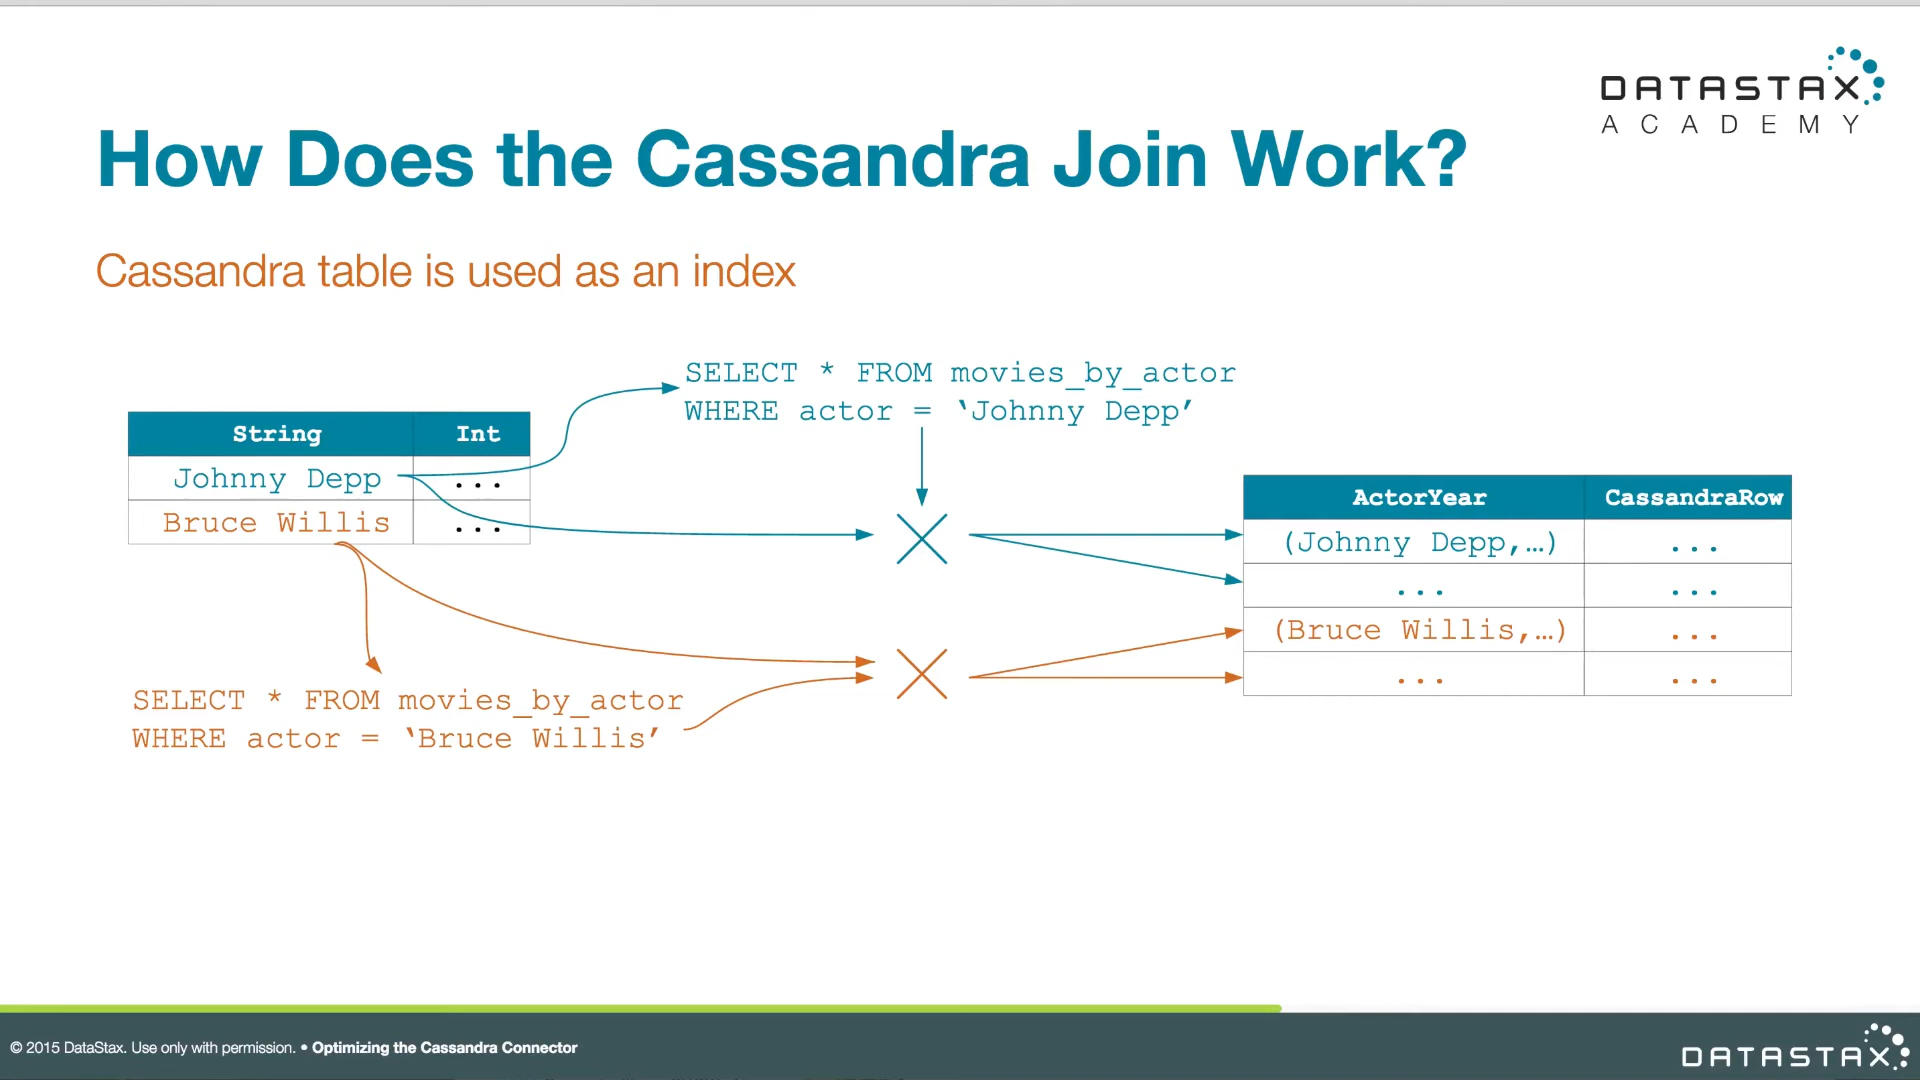 DATASTAX
ACADEMY
How Does the Cassandra Join Work?
Cassandra table is used as an index
SELECT * FROM movies_by_actor
WHERE actor = ‘Johnny Depp’
String Int
Johnny Depp ...
Bruce Willis ...
ActorYear CassandraRow
(Johnny Depp,…) ...
... ...
(Bruce Willis,…) ...
... ...
SELECT * FROM movies_by_actor
WHERE actor = ‘Bruce Willis’
© 2015 DataStax. Use only with permission. • Optimizing the Cassandra Connector
DATASTAX